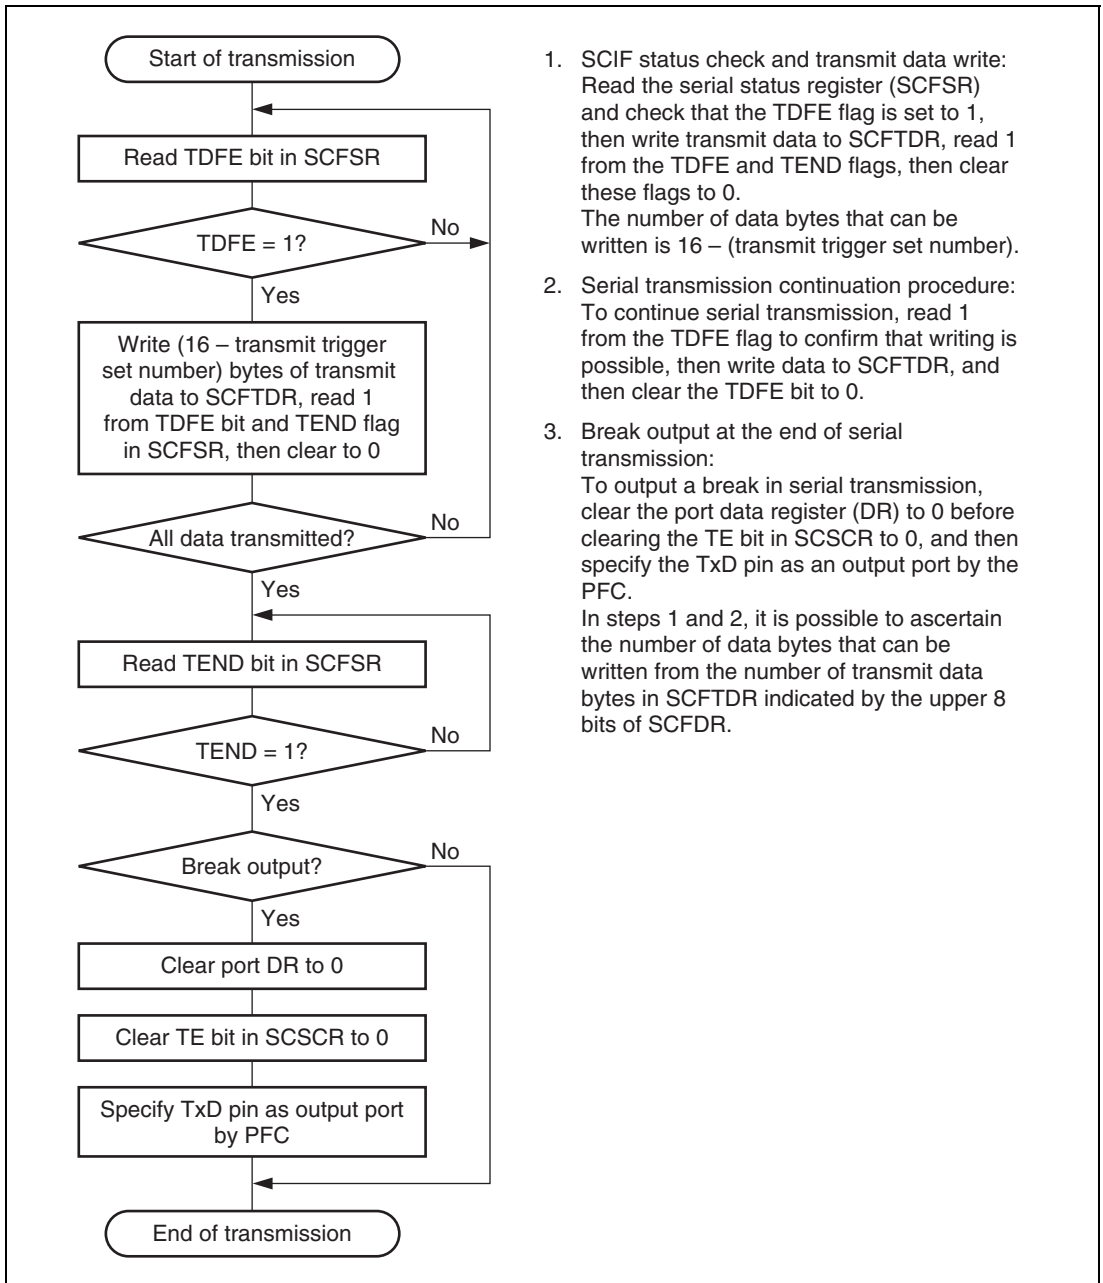 Start of transmission
Read TDFE bit in SCFSR
TDFE = 1?
No
Yes
Write (16 – transmit trigger
set number) bytes of transmit
data to SCFTDR, read 1
from TDFE bit and TEND flag
in SCFSR, then clear to 0
All data transmitted?
No
Yes
Read TEND bit in SCFSR
TEND = 1?
No
Yes
Break output?
No
Yes
Clear port DR to 0
Clear TE bit in SCSCR to 0
Specify TxD pin as output port
by PFC
End of transmission
1. SCIF status check and transmit data write:
Read the serial status register (SCFSR)
and check that the TDFE flag is set to 1,
then write transmit data to SCFTDR, read 1
from the TDFE and TEND flags, then clear
these flags to 0.
The number of data bytes that can be
written is 16 – (transmit trigger set number).
2. Serial transmission continuation procedure:
To continue serial transmission, read 1
from the TDFE flag to confirm that writing is
possible, then write data to SCFTDR, and
then clear the TDFE bit to 0.
3. Break output at the end of serial
transmission:
To output a break in serial transmission,
clear the port data register (DR) to 0 before
clearing the TE bit in SCSCR to 0, and then
specify the TxD pin as an output port by the
PFC.
In steps 1 and 2, it is possible to ascertain
the number of data bytes that can be
written from the number of transmit data
bytes in SCFTDR indicated by the upper 8
bits of SCFDR.